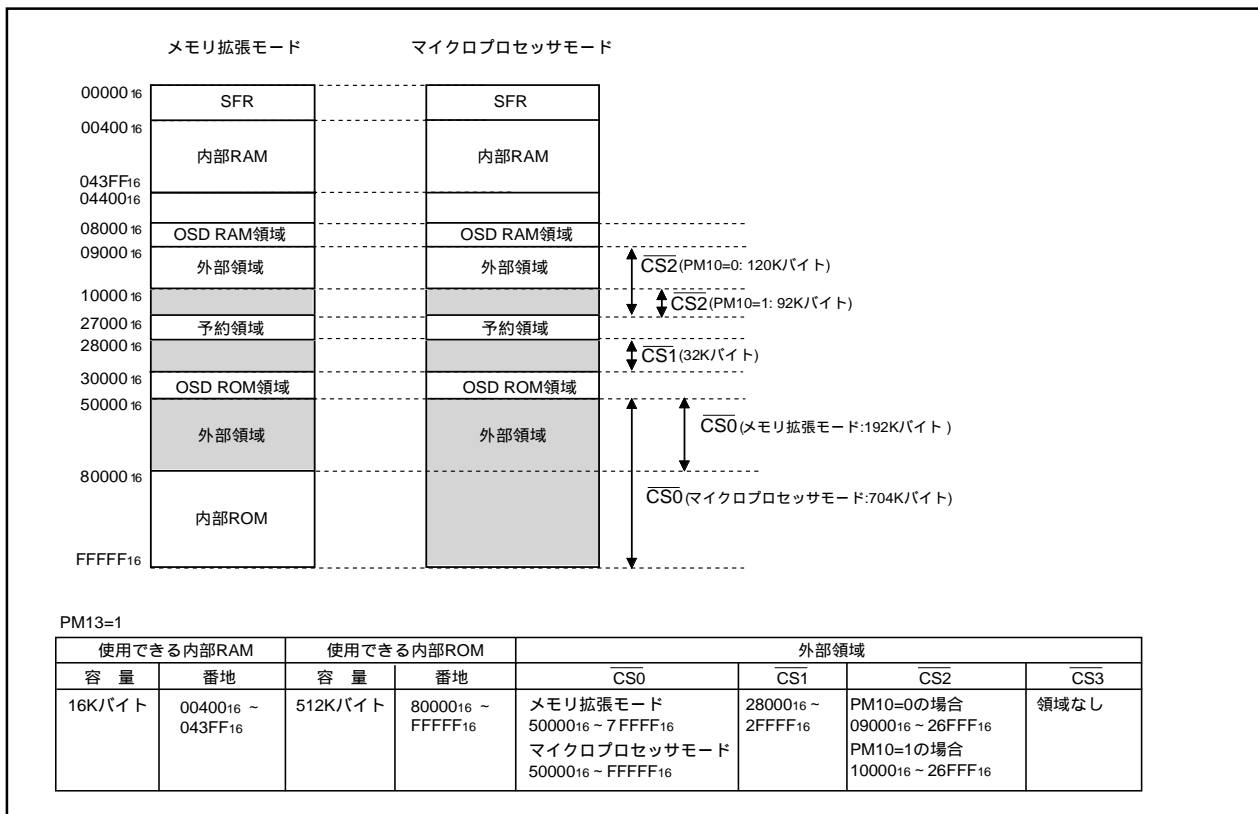 メモリ拡張モード マイクロプロセッサモード
00000₁₆ SFR SFR
00400₁₆
内部RAM 内部RAM
043FF₁₆
04400₁₆
08000₁₆ OSD RAM領域 OSD RAM領域
09000₁₆
外部領域 外部領域 CS2(PM10=0: 120Kバイト)
10000₁₆ CS2(PM10=1: 92Kバイト)
27000₁₆ 予約領域 予約領域
28000₁₆ CS1(32Kバイト)
30000₁₆ OSD ROM領域 OSD ROM領域
50000₁₆
外部領域 外部領域 CS0(メモリ拡張モード:192Kバイト )
80000₁₆
内部ROM CS0(マイクロプロセッサモード:704Kバイト)
FFFFF₁₆
PM13=1
使用できる内部RAM 使用できる内部ROM 外部領域
容 量 番地 容 量 番地 CS0 CS1 CS2 CS3
16Kバイト 00400₁₆ ~ 512Kバイト 80000₁₆ ~ メモリ拡張モード 28000₁₆ ~ PM10=0の場合 領域なし
043FF₁₆ FFFFF₁₆ 50000₁₆ ~ 7FFFF₁₆ 2FFFF₁₆ 09000₁₆ ~ 26FFF₁₆
マイクロプロセッサモード PM10=1の場合
50000₁₆ ~ FFFFF₁₆ 10000₁₆ ~ 26FFF₁₆